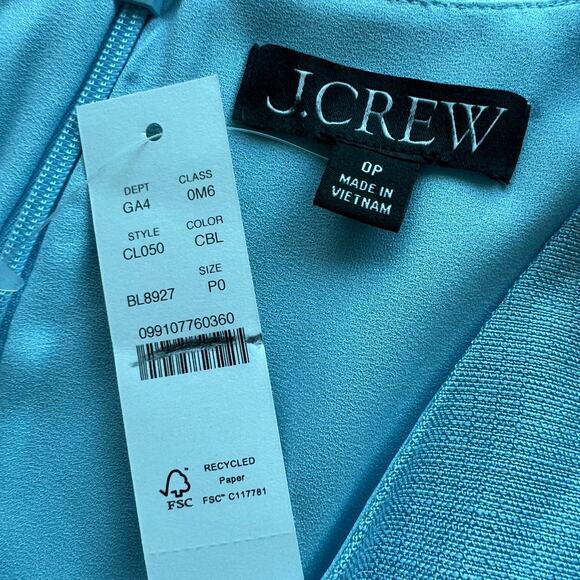 J.CREW
0P
MADE IN
VIETNAM
DEPT CLASS
GA4 0M6
STYLE COLOR
CL050 CBL
SIZE
BL8927 P0
099107760360
RECYCLED
Paper
FSC™ C117781
FSC